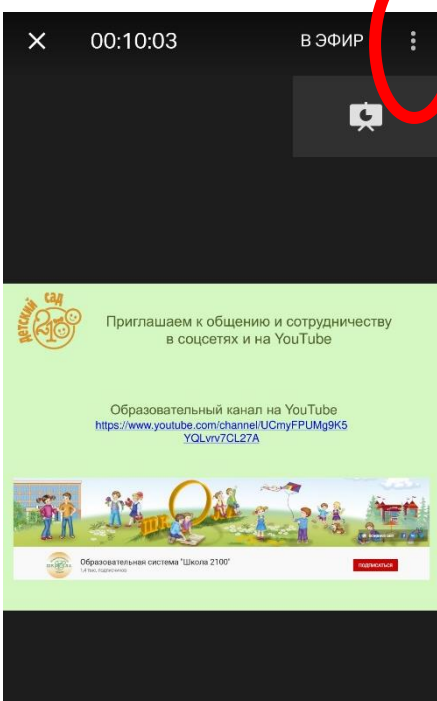 00:10:03
В ЭФИР
детский сад
2100
Приглашаем к общению и сотрудничеству
в соцсетях и на YouTube
Образовательный канал на YouTube
https://www.youtube.com/channel/UCmyFPUMg9K5
YQLvrv7CL27A
Образовательная система "Школа 2100"
ПОДПИСАТЬСЯ